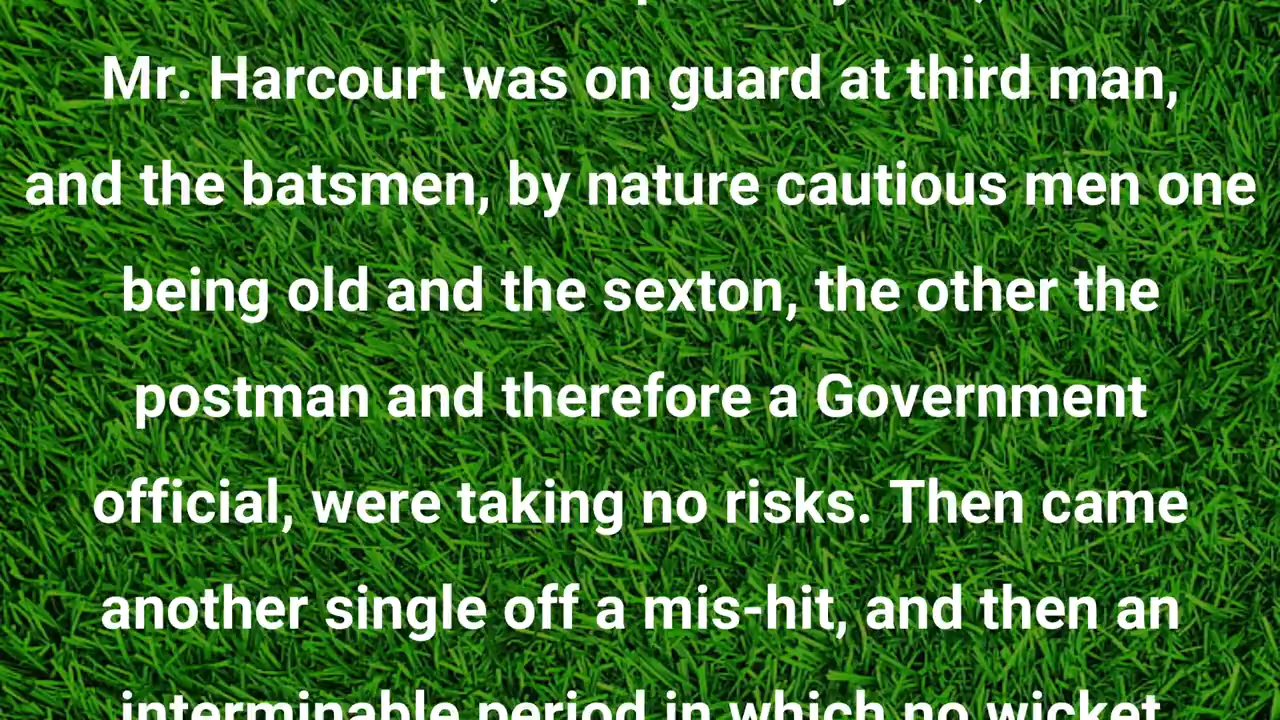 Mr. Harcourt was on guard at third man,
and the batsmen, by nature cautious men one
being old and the sexton, the other the
postman and therefore a Government
official, were taking no risks. Then came
another single off a mis-hit, and then an
interminable period in which no wicket